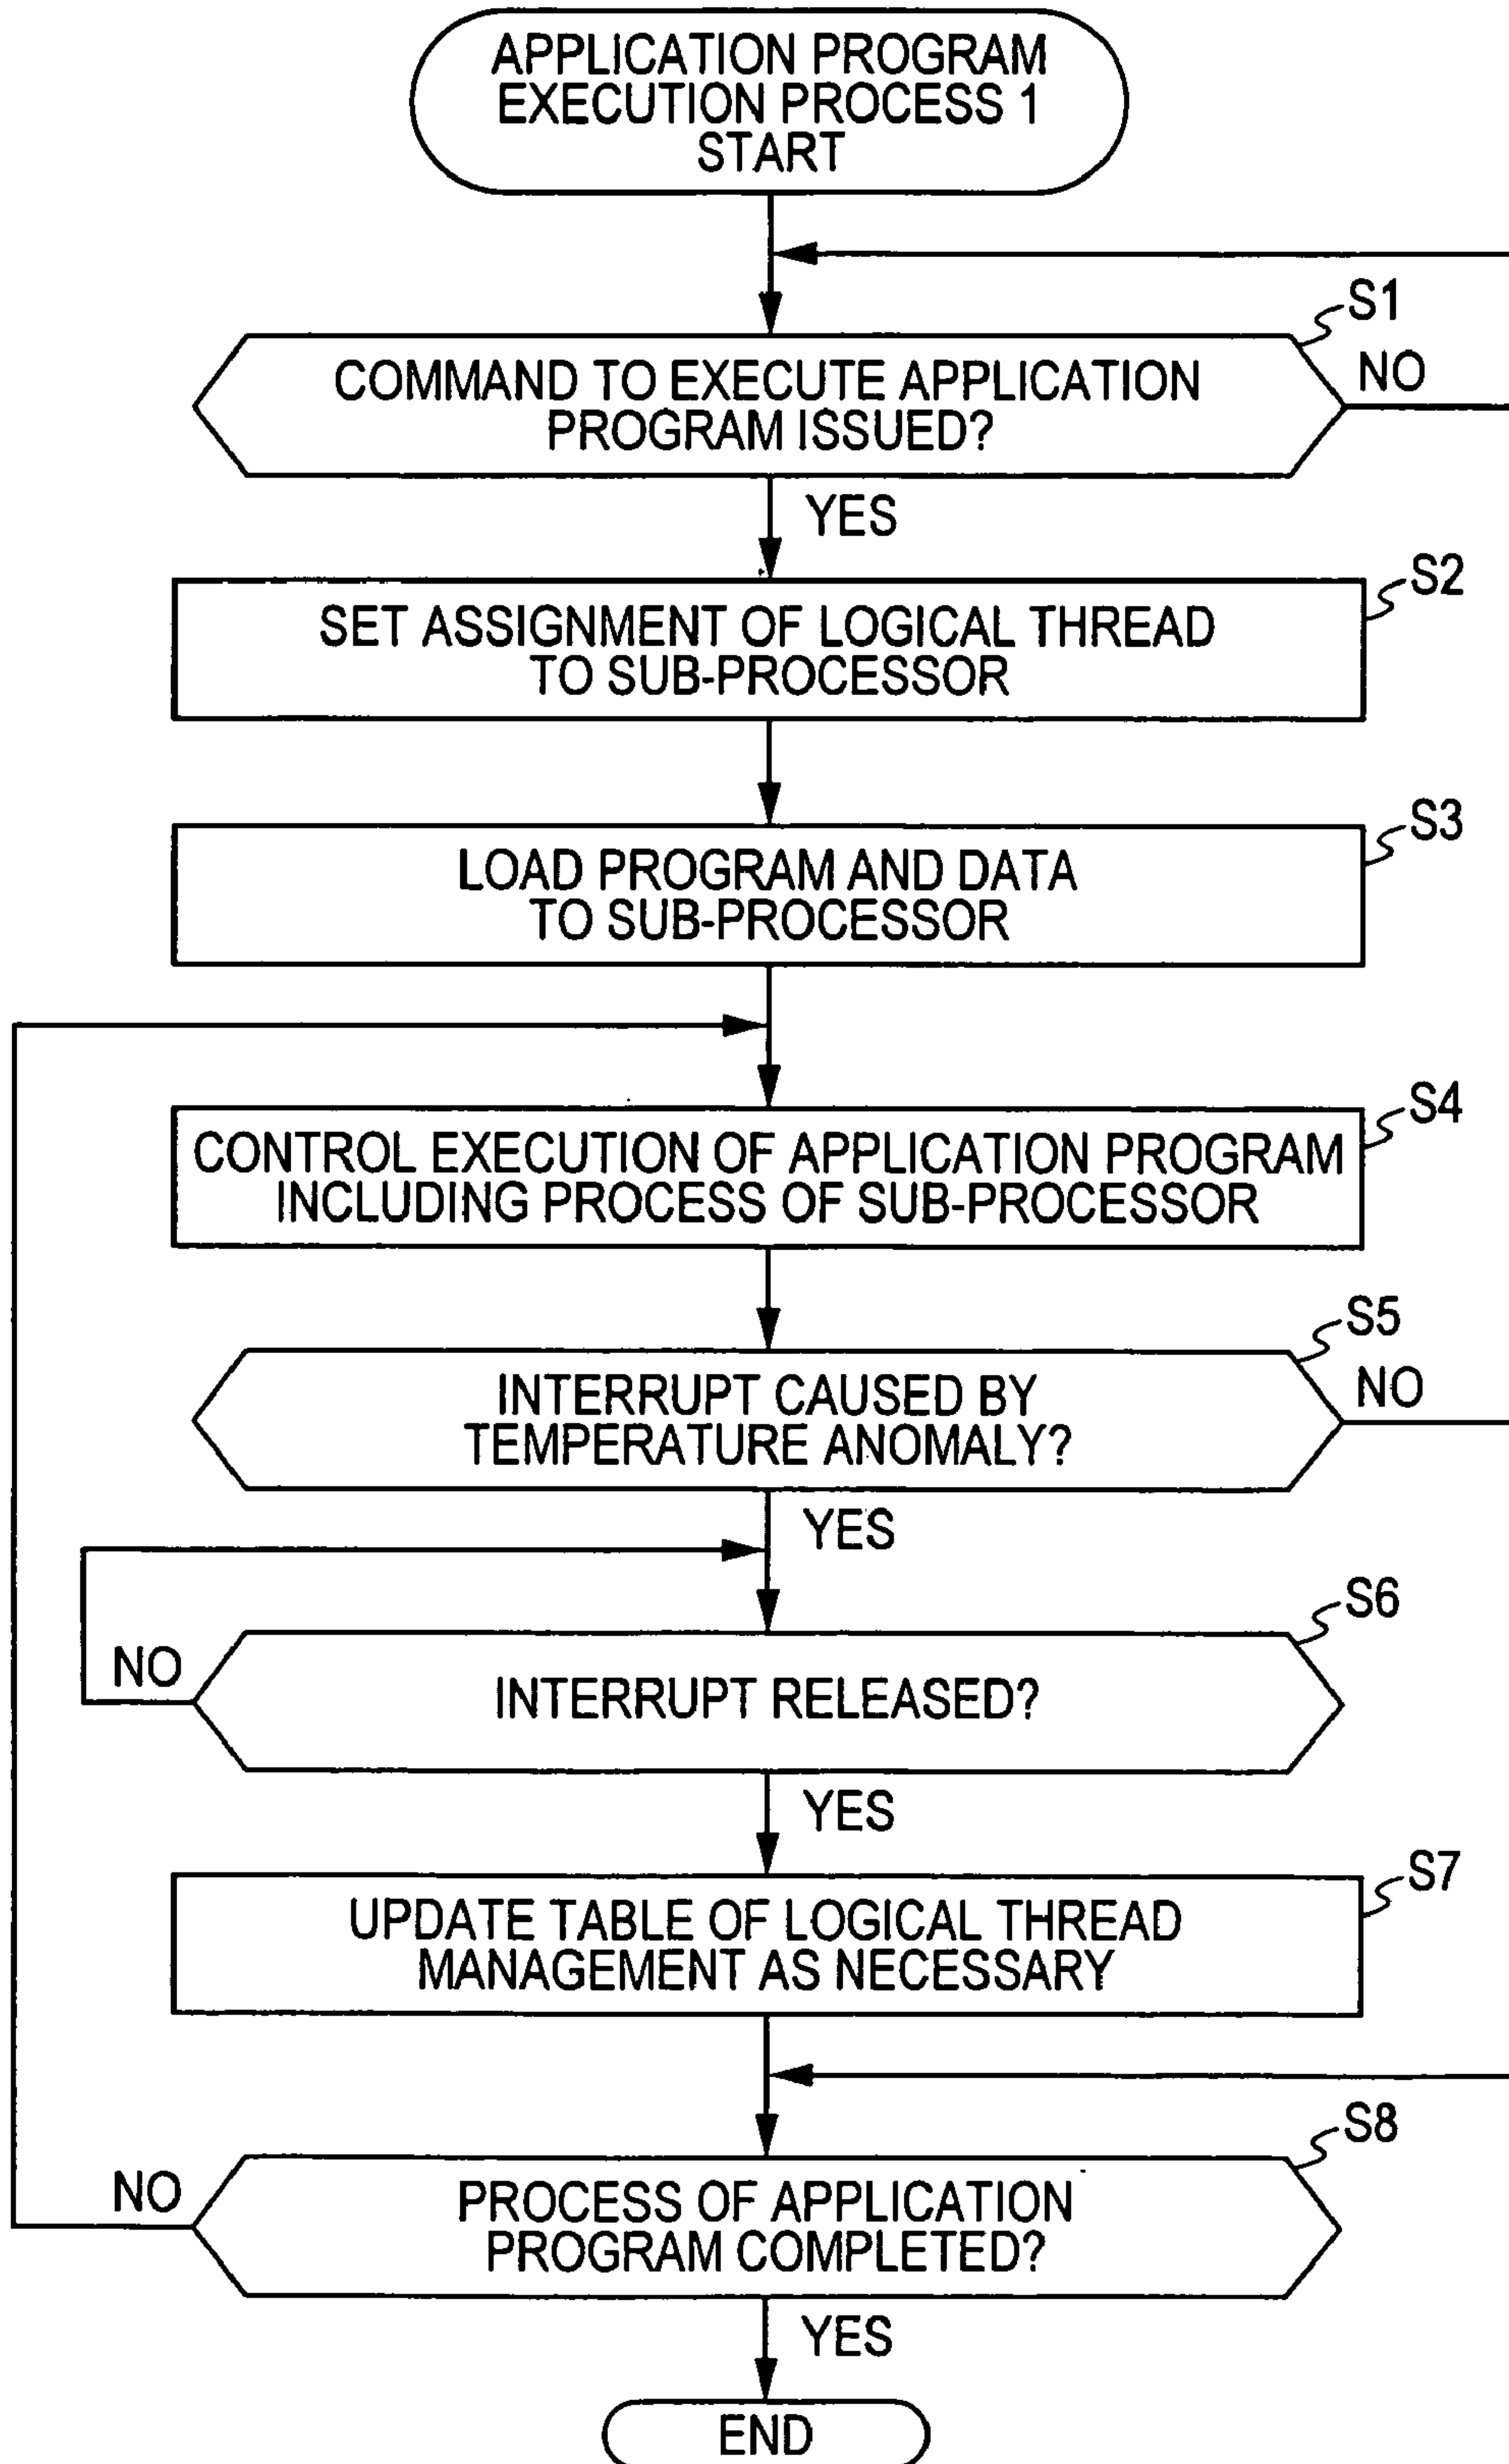 APPLICATION PROGRAM
EXECUTION PROCESS 1
START
S1
COMMAND TO EXECUTE APPLICATION
PROGRAM ISSUED?
NO
YES
S2
SET ASSIGNMENT OF LOGICAL THREAD
TO SUB-PROCESSOR
S3
LOAD PROGRAM AND DATA
TO SUB-PROCESSOR
S4
CONTROL EXECUTION OF APPLICATION PROGRAM
INCLUDING PROCESS OF SUB-PROCESSOR
S5
INTERRUPT CAUSED BY
TEMPERATURE ANOMALY?
NO
YES
S6
NO
INTERRUPT RELEASED?
YES
S7
UPDATE TABLE OF LOGICAL THREAD
MANAGEMENT AS NECESSARY
S8
NO
PROCESS OF APPLICATION
PROGRAM COMPLETED?
YES
END